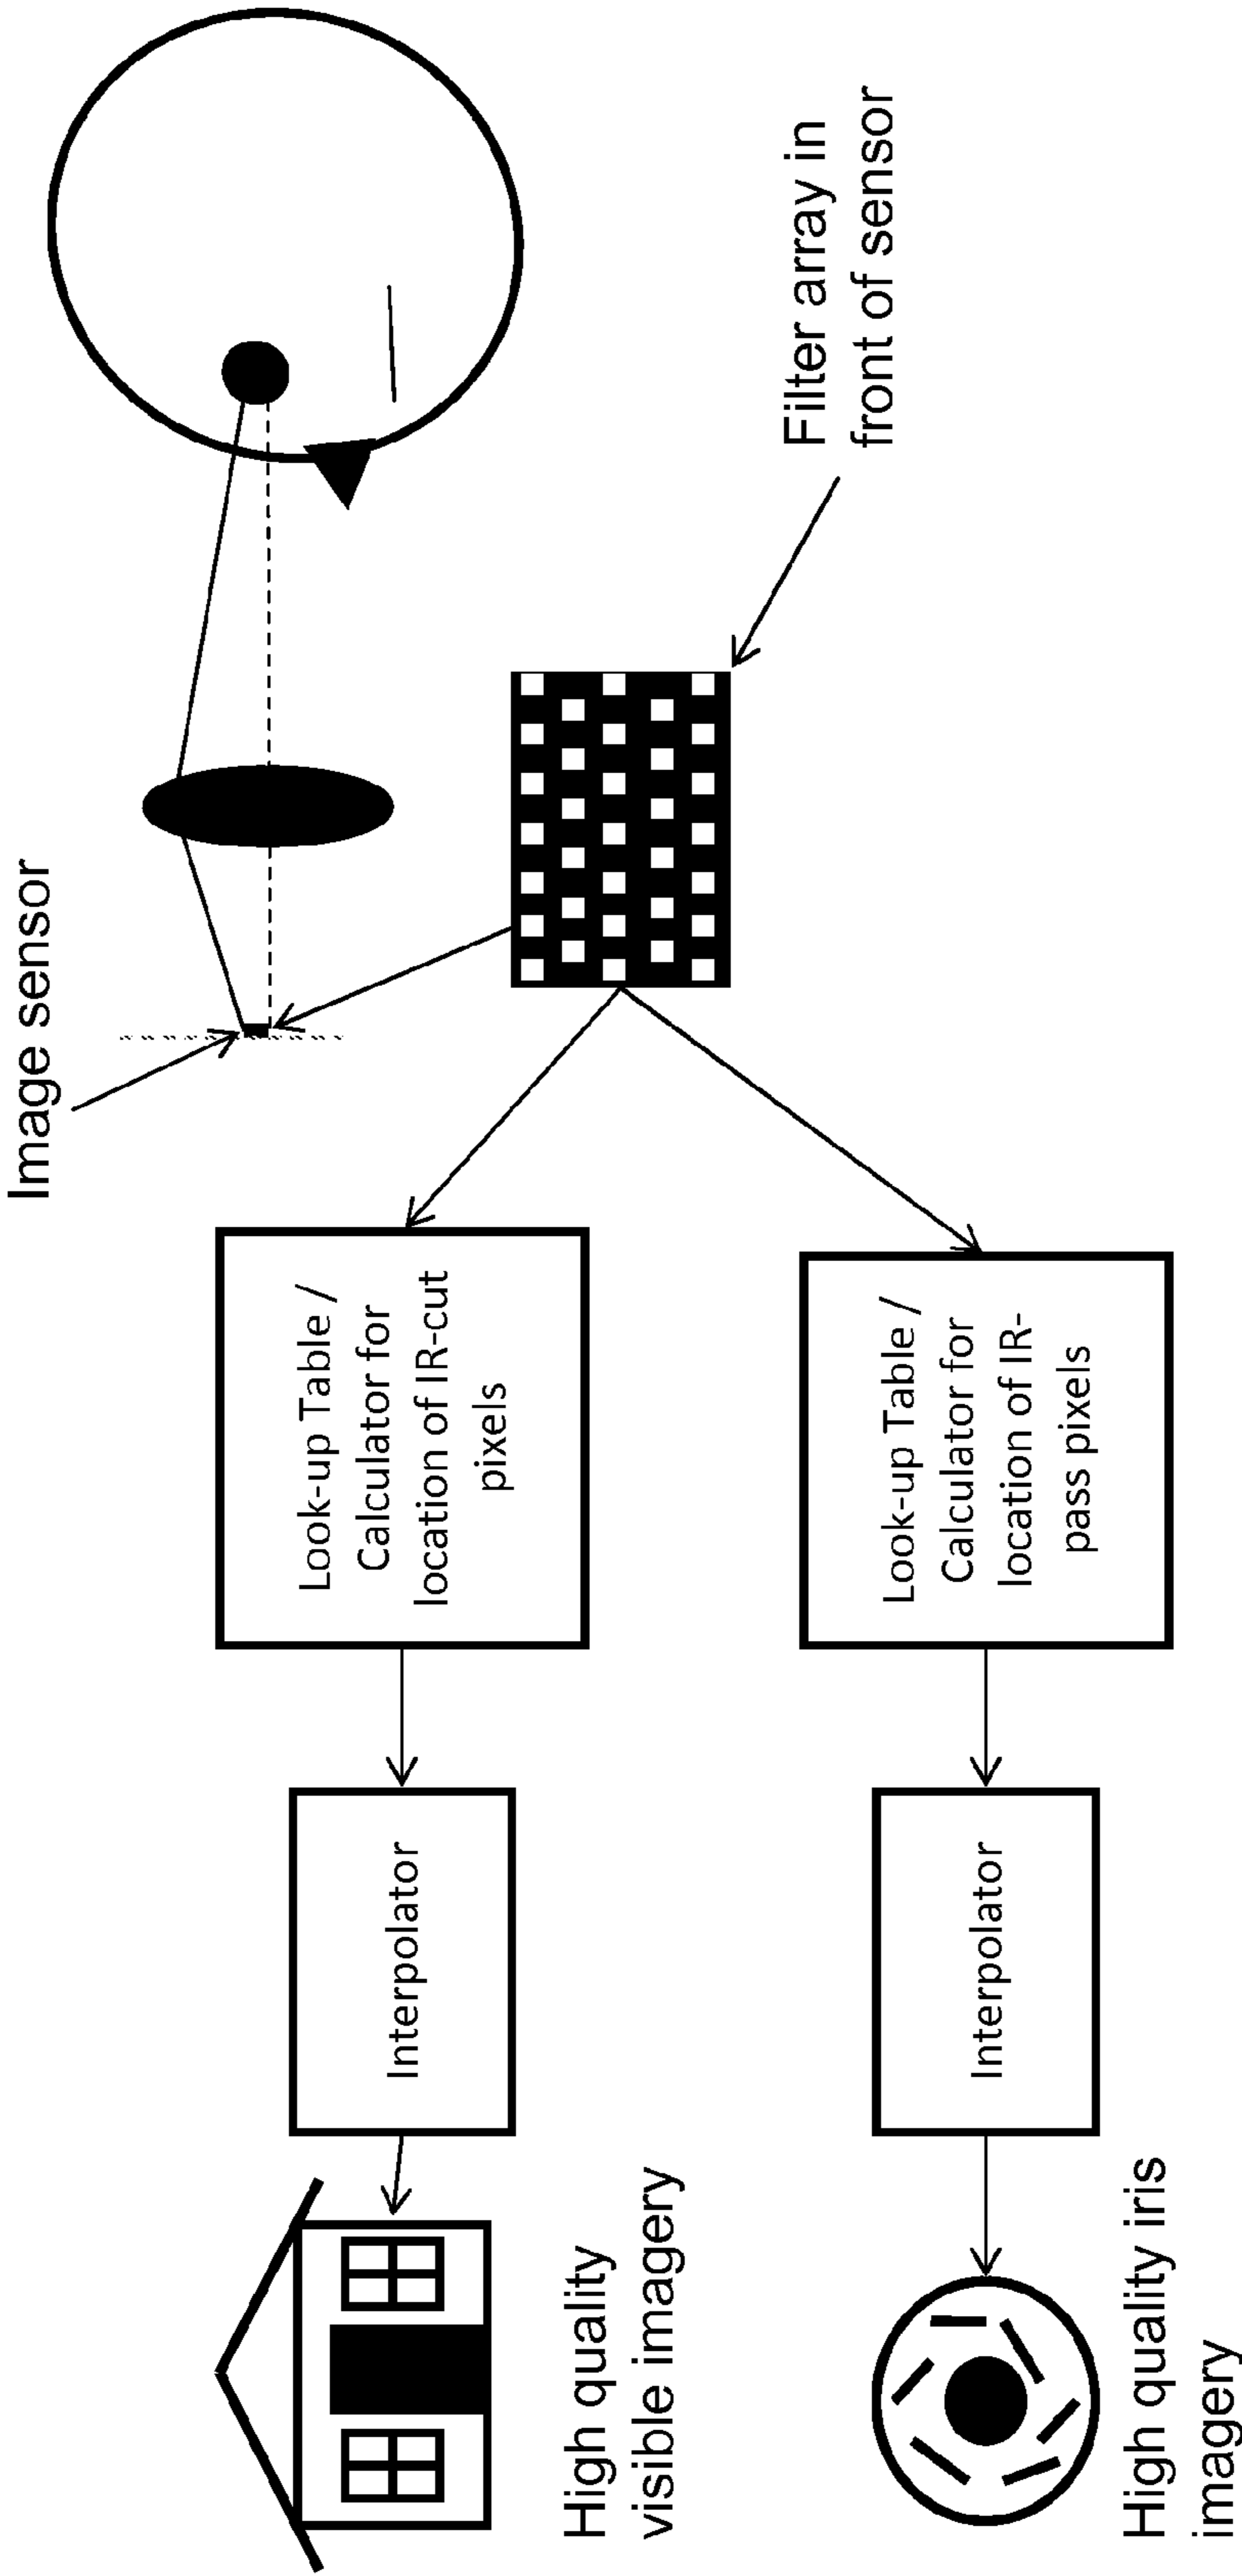 Image sensor
Filter array in
front of sensor
Look-up Table /
Calculator for
location of IR-cut
pixels
Interpolator
High quality
visible imagery
Look-up Table /
Calculator for
location of IR-
pass pixels
Interpolator
High quality iris
imagery